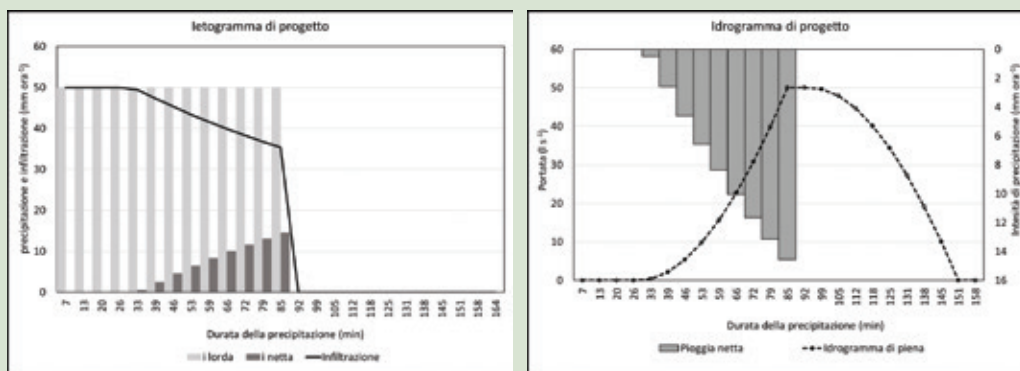 Ietogramma di progetto
precipitazione e infiltrazione (mm ora⁻¹)
60
50
40
30
20
10
0
7 13 20 26 33 39 46 53 59 66 72 79 85 92 99 105 112 118 125 131 138 145 151 158 164
Durata della precipitazione (min)
i lorda i netta Infiltrazione
Idrogramma di progetto
Portata (l s⁻¹)
60
50
40
30
20
10
0
0
2
4
6
8
10
12
14
16
Intesità di precipitazione (mm ora⁻¹)
7 13 20 26 33 39 46 53 59 66 72 79 85 92 99 105 112 118 125 131 138 145 151 158
Durata della precipitazione (min)
Pioggia netta Idrogramma di piena